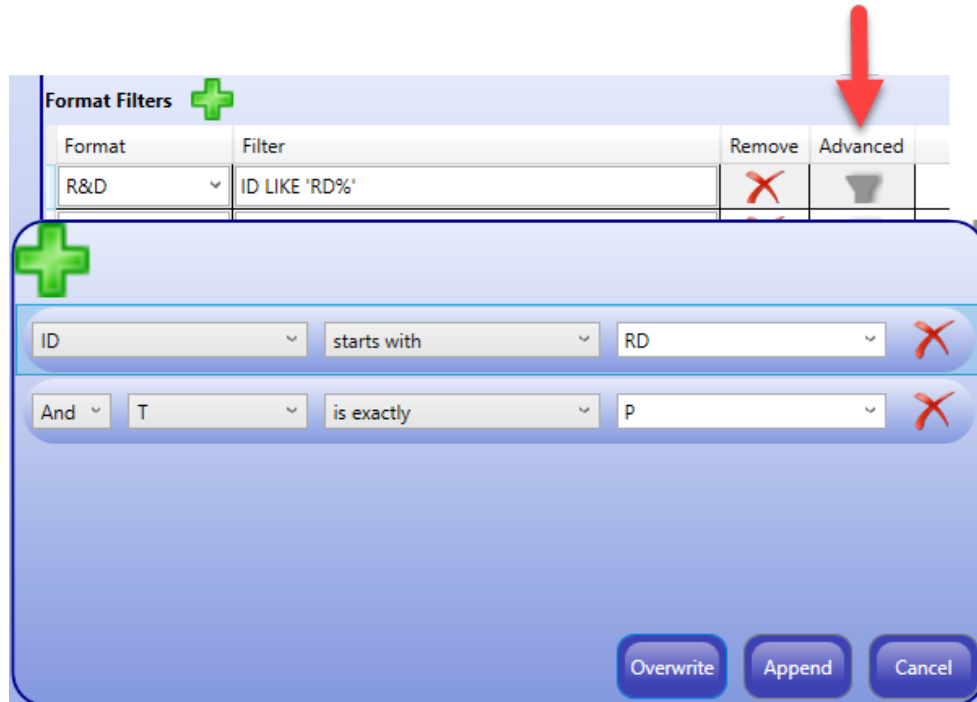 Format Filters
Format Filter Remove Advanced
R&D ID LIKE 'RD%'
ID starts with RD
And T is exactly P
Overwrite Append Cancel